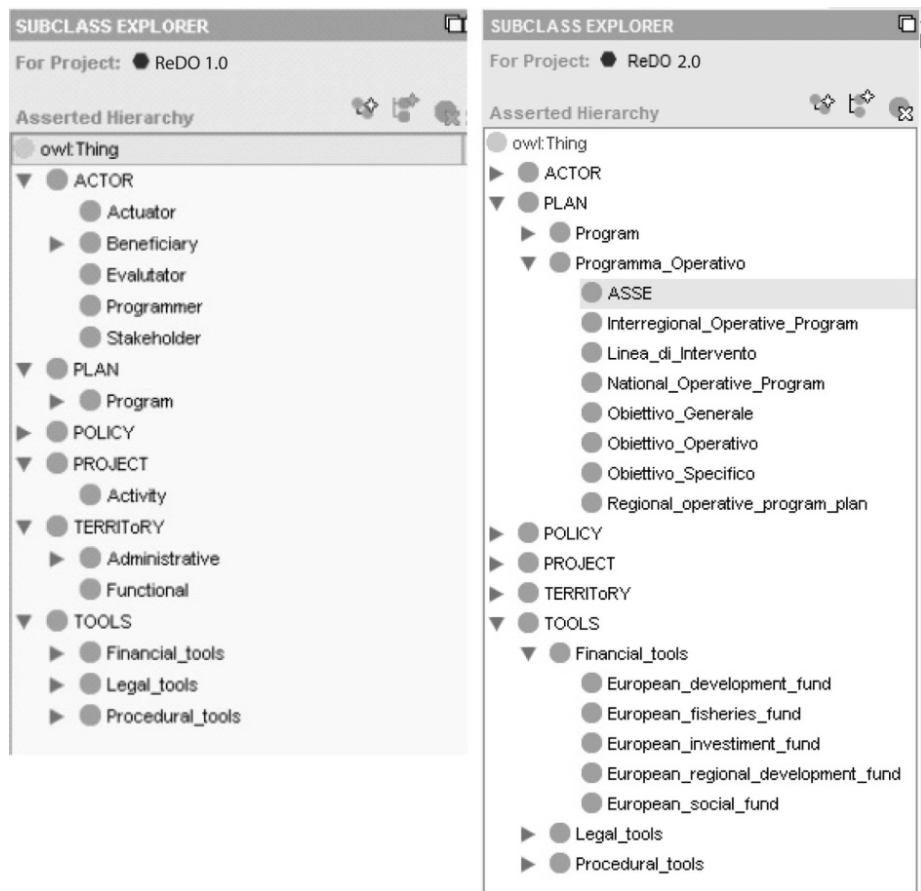 SUBCLASS EXPLORER
For Project: ReDO 1.0
Asserted Hierarchy
owl:Thing
ACTOR
Actuator
Beneficiary
Evalutator
Programmer
Stakeholder
PLAN
Program
POLICY
PROJECT
Activity
TERRIToRY
Administrative
Functional
TOOLS
Financial_tools
Legal_tools
Procedural_tools
SUBCLASS EXPLORER
For Project: ReDO 2.0
Asserted Hierarchy
owl:Thing
ACTOR
PLAN
Program
Programma_Operativo
ASSE
Interregional_Operative_Program
Linea_di_Intervento
National_Operative_Program
Obiettivo_Generale
Obiettivo_Operativo
Obiettivo_Specifico
Regional_operative_program_plan
POLICY
PROJECT
TERRIToRY
TOOLS
Financial_tools
European_development_fund
European_fisheries_fund
European_investiment_fund
European_regional_development_fund
European_social_fund
Legal_tools
Procedural_tools